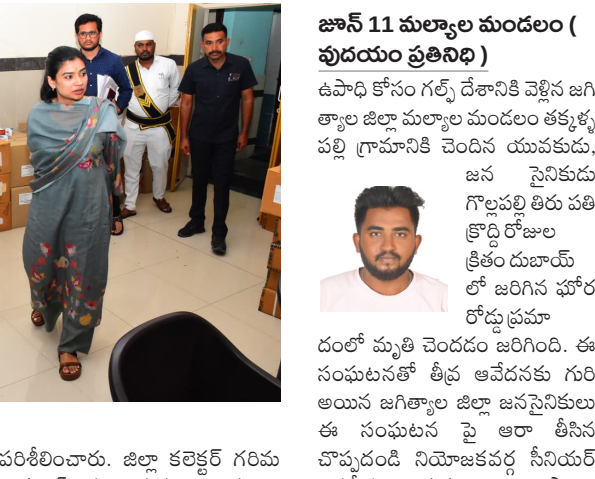 పరిశీలించారు. జిల్లా కలెక్టర్ గరిమ
జూన్ 11 మల్యాల మండలం (
వుదయం ప్రతినిధి )
ఉపాధి కోసం గల్ఫ్ దేశానికి వెళ్లిన జగి
త్యాల జిల్లా మల్యాల మండలం తక్కళ్ళ
పల్లి గ్రామానికి చెందిన యువకుడు,
జన సైనికుడు
గొల్లపల్లి తిరు పతి
క్రొద్ది రోజుల
క్రితం దుబాయ్
లో జరిగిన ఘోర
రోడ్డు ప్రమా
దంలో మృతి చెందడం జరిగింది. ఈ
సంఘటనతో తీవ్ర ఆవేదనకు గురి
అయిన జగిత్యాల జిల్లా జనసైనికులు
ఈ సంఘటన పై ఆరా తీసిన
చొప్పదండి నియోజకవర్గ సీనియర్